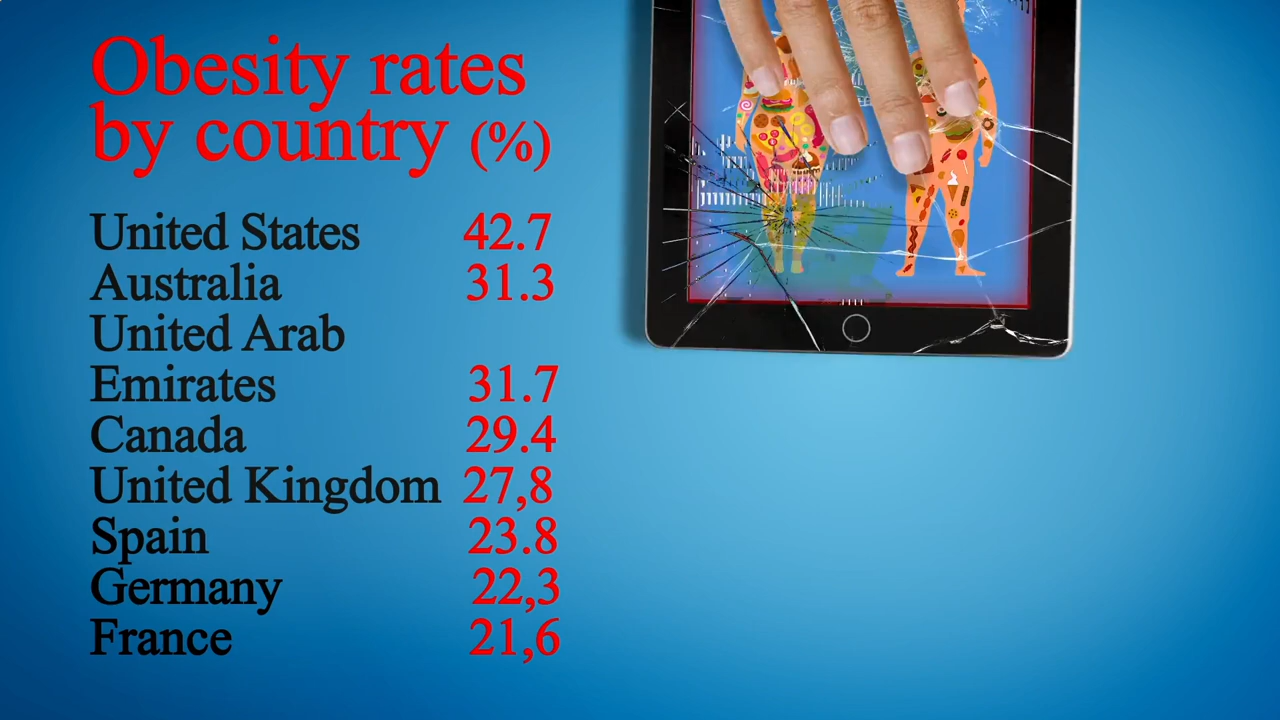 Obesity rates
by country (%)
United States 42.7
Australia 31.3
United Arab
Emirates 31.7
Canada 29.4
United Kingdom 27,8
Spain 23.8
Germany 22,3
France 21,6